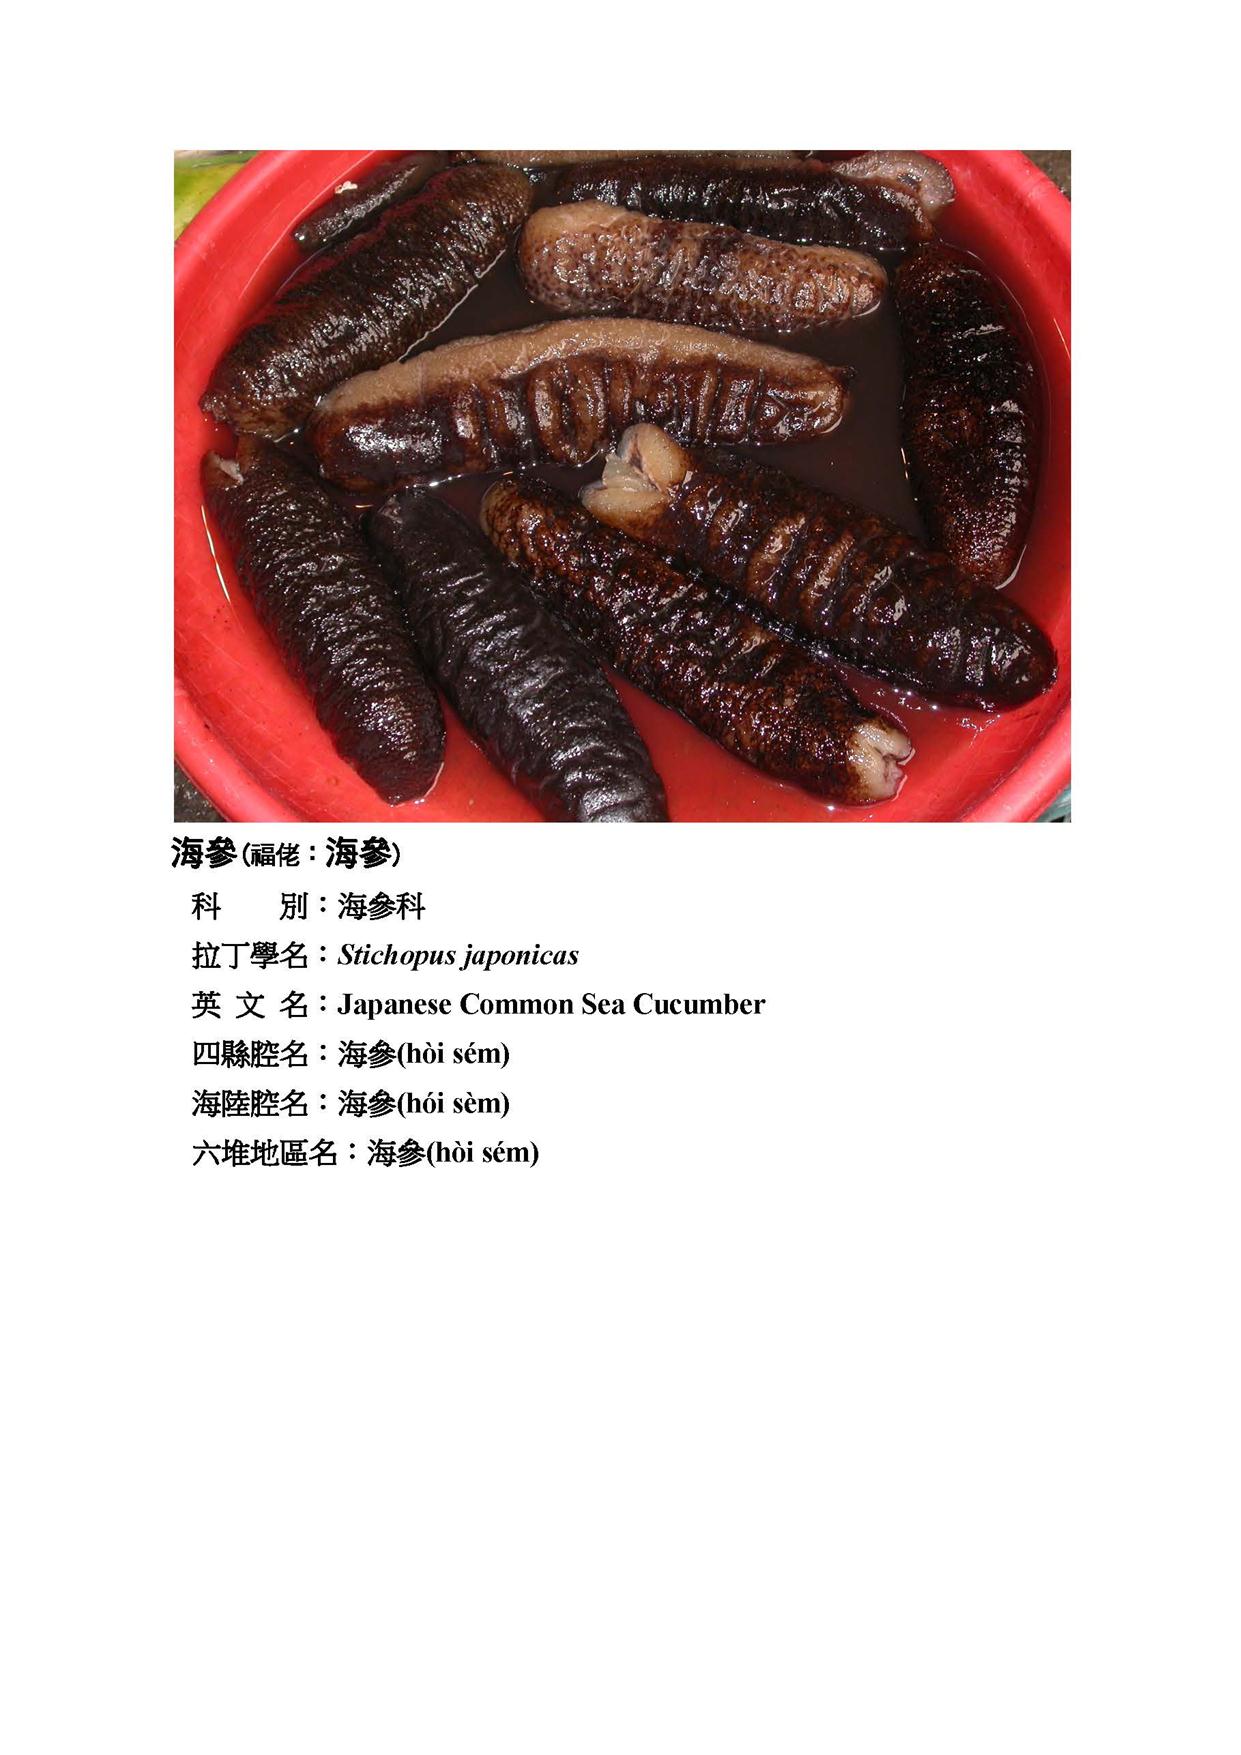 海參(福佬：海參)
科　　別：海參科
拉丁學名：Stichopus japonicas
英 文 名：Japanese Common Sea Cucumber
四縣腔名：海參(hòi sém)
海陸腔名：海參(hói sèm)
六堆地區名：海參(hòi sém)